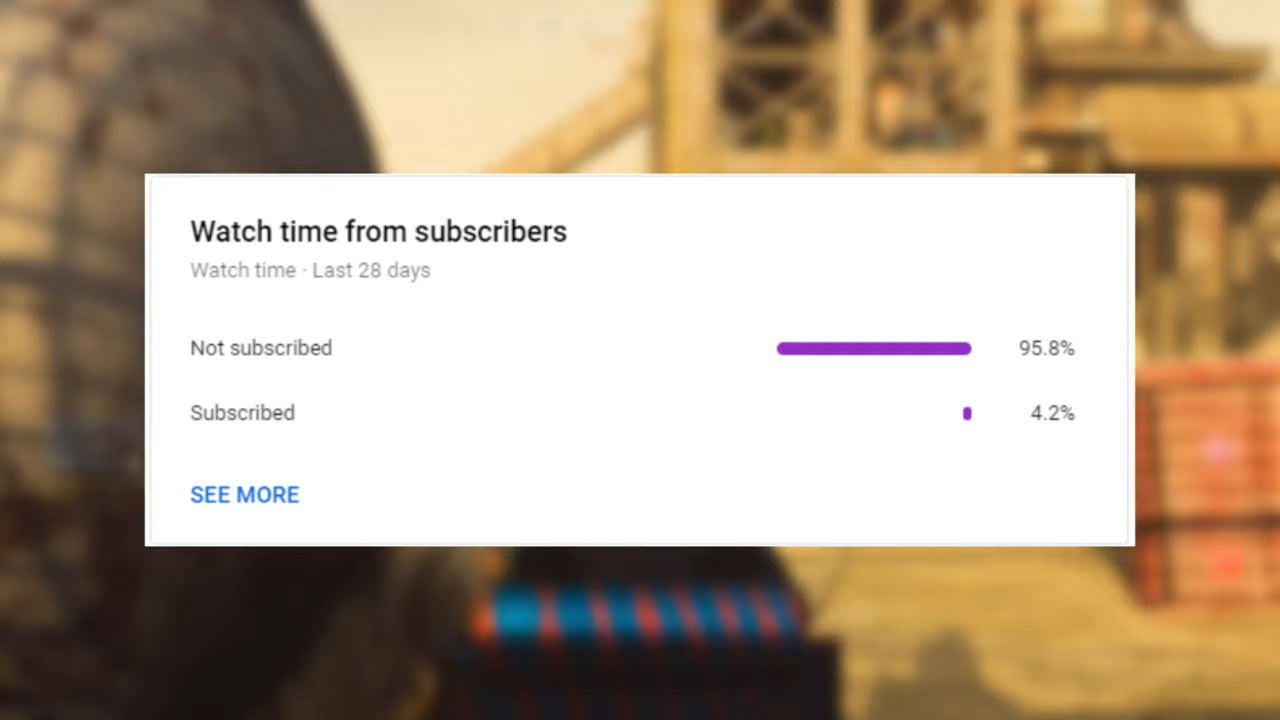 Watch time from subscribers
Watch time · Last 28 days
Not subscribed 95.8%
Subscribed 4.2%
SEE MORE